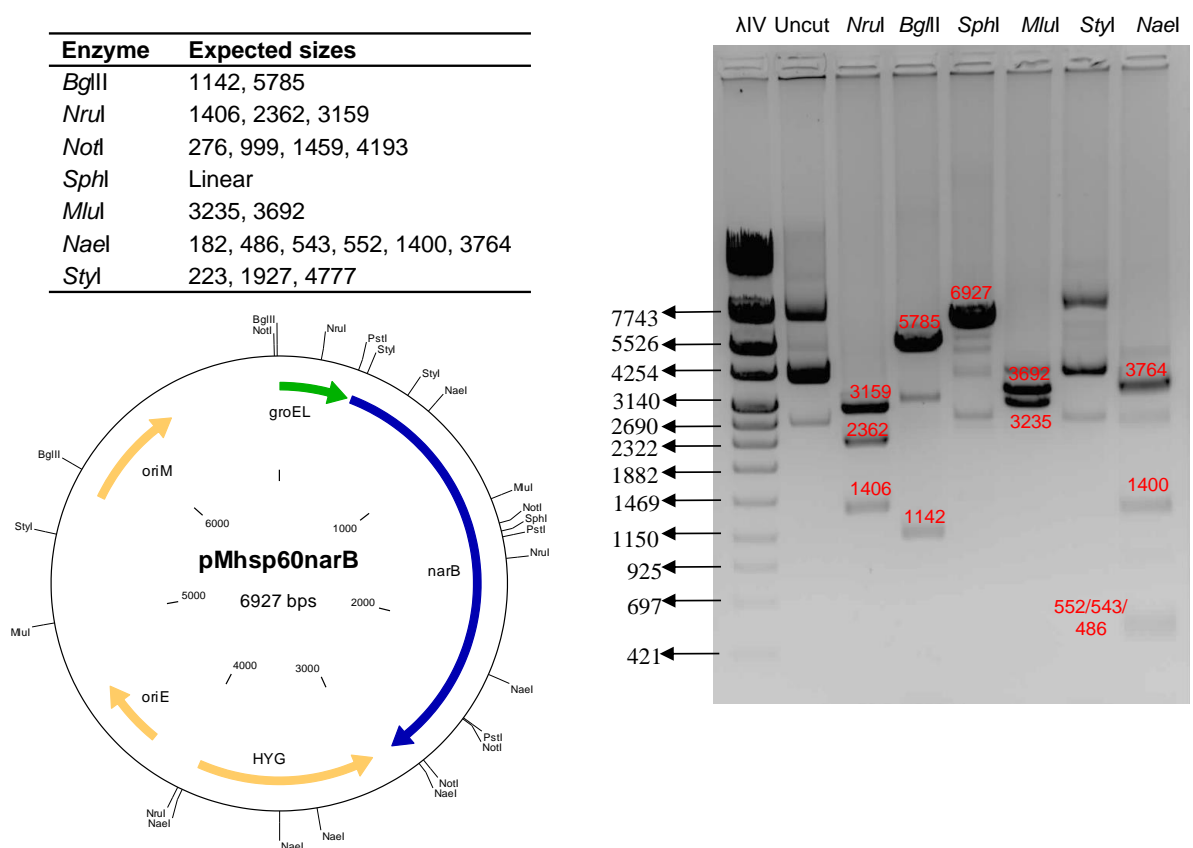 Enzyme Expected sizes
BglII 1142, 5785
NruI 1406, 2362, 3159
NotI 276, 999, 1459, 4193
SphI Linear
MluI 3235, 3692
NaeI 182, 486, 543, 552, 1400, 3764
StyI 223, 1927, 4777
BglII
NotI
NruI
PstI
StyI
StyI
NaeI
groEL
BglII
oriM
I
MluI
NotI
SphI
PstI
StyI
6000
1000
NruI
pMhsp60narB
narB
6927 bps
5000
2000
MluI
4000
3000
oriE
NaeI
PstI
NotI
HYG
NotI
NaeI
NruI
NaeI
NaeI
NaeI
λIV Uncut NruI BglII SphI MluI StyI NaeI
7743
5526
4254
3140
2690
2322
1882
1469
1150
925
697
421
6927
5785
3692
3764
3159
3235
2362
1406
1400
1142
552/543/
486